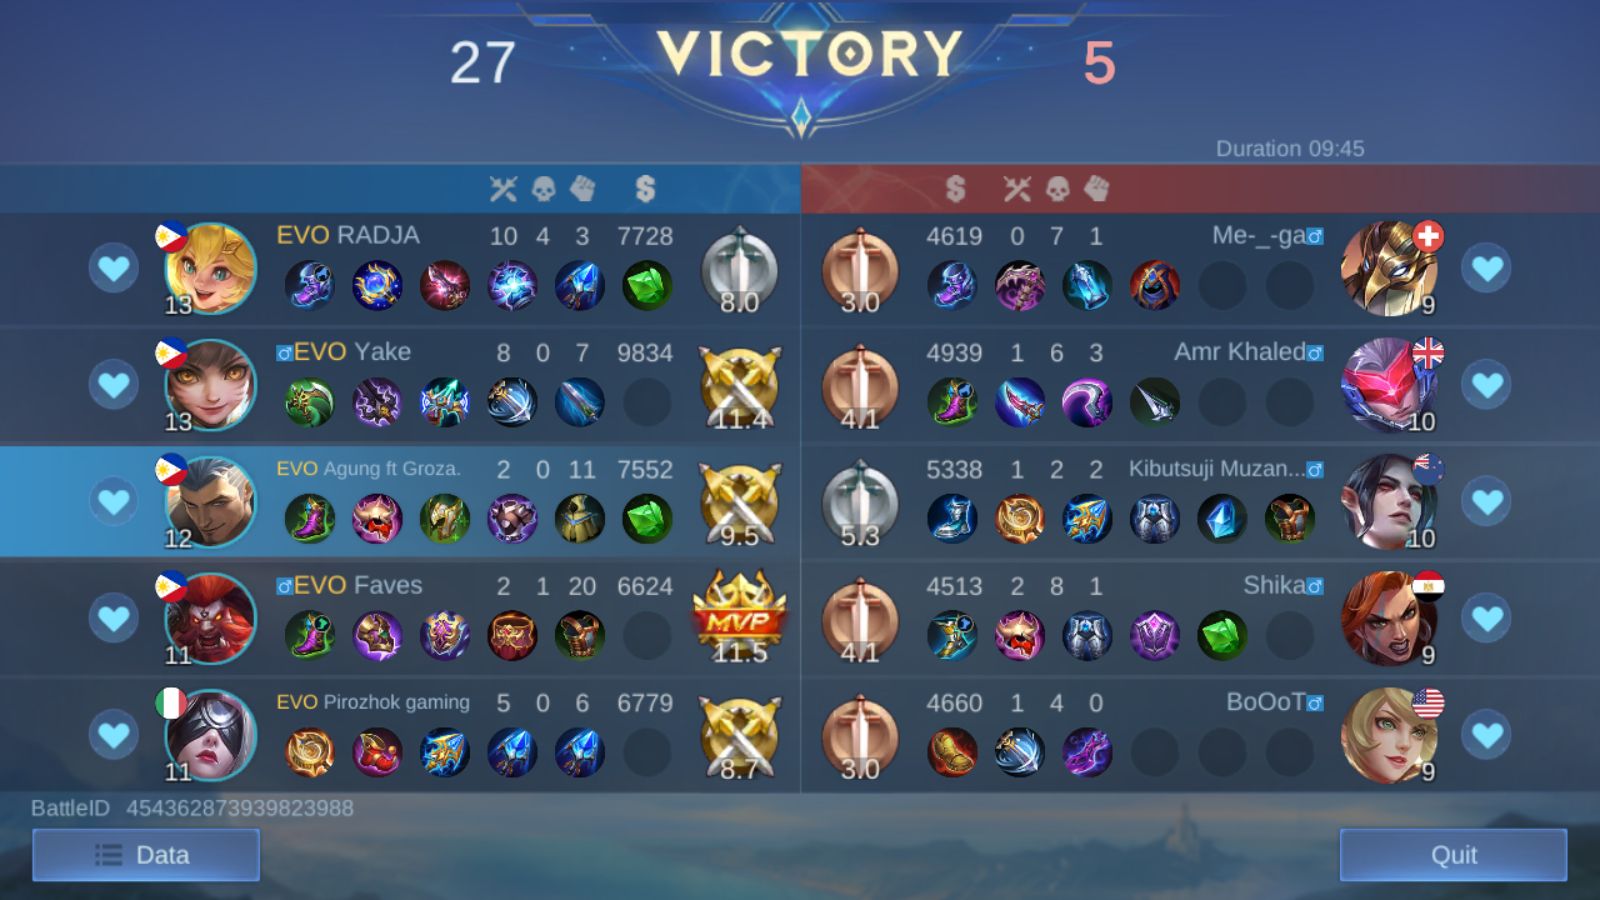 27 VICTORY 5
Duration 09:45
EVO RADJA 10 4 3 7728
13 8.0
4619 0 7 1 Me-_-ga
3.0 9
EVO Yake 8 0 7 9834
13 11.4
4939 1 6 3 Amr Khaled
4.1 10
EVO Agung ft Groza. 2 0 11 7552
12 9.5
5338 1 2 2 Kibutsuji Muzan...
5.3 10
EVO Faves 2 1 20 6624
MVP
11 11.5
4513 2 8 1 Shika
4.1 9
EVO Pirozhok gaming 5 0 6 6779
11 8.7
4660 1 4 0 BoOoT
3.0 9
BattleID 454362873939823988
Data
Quit